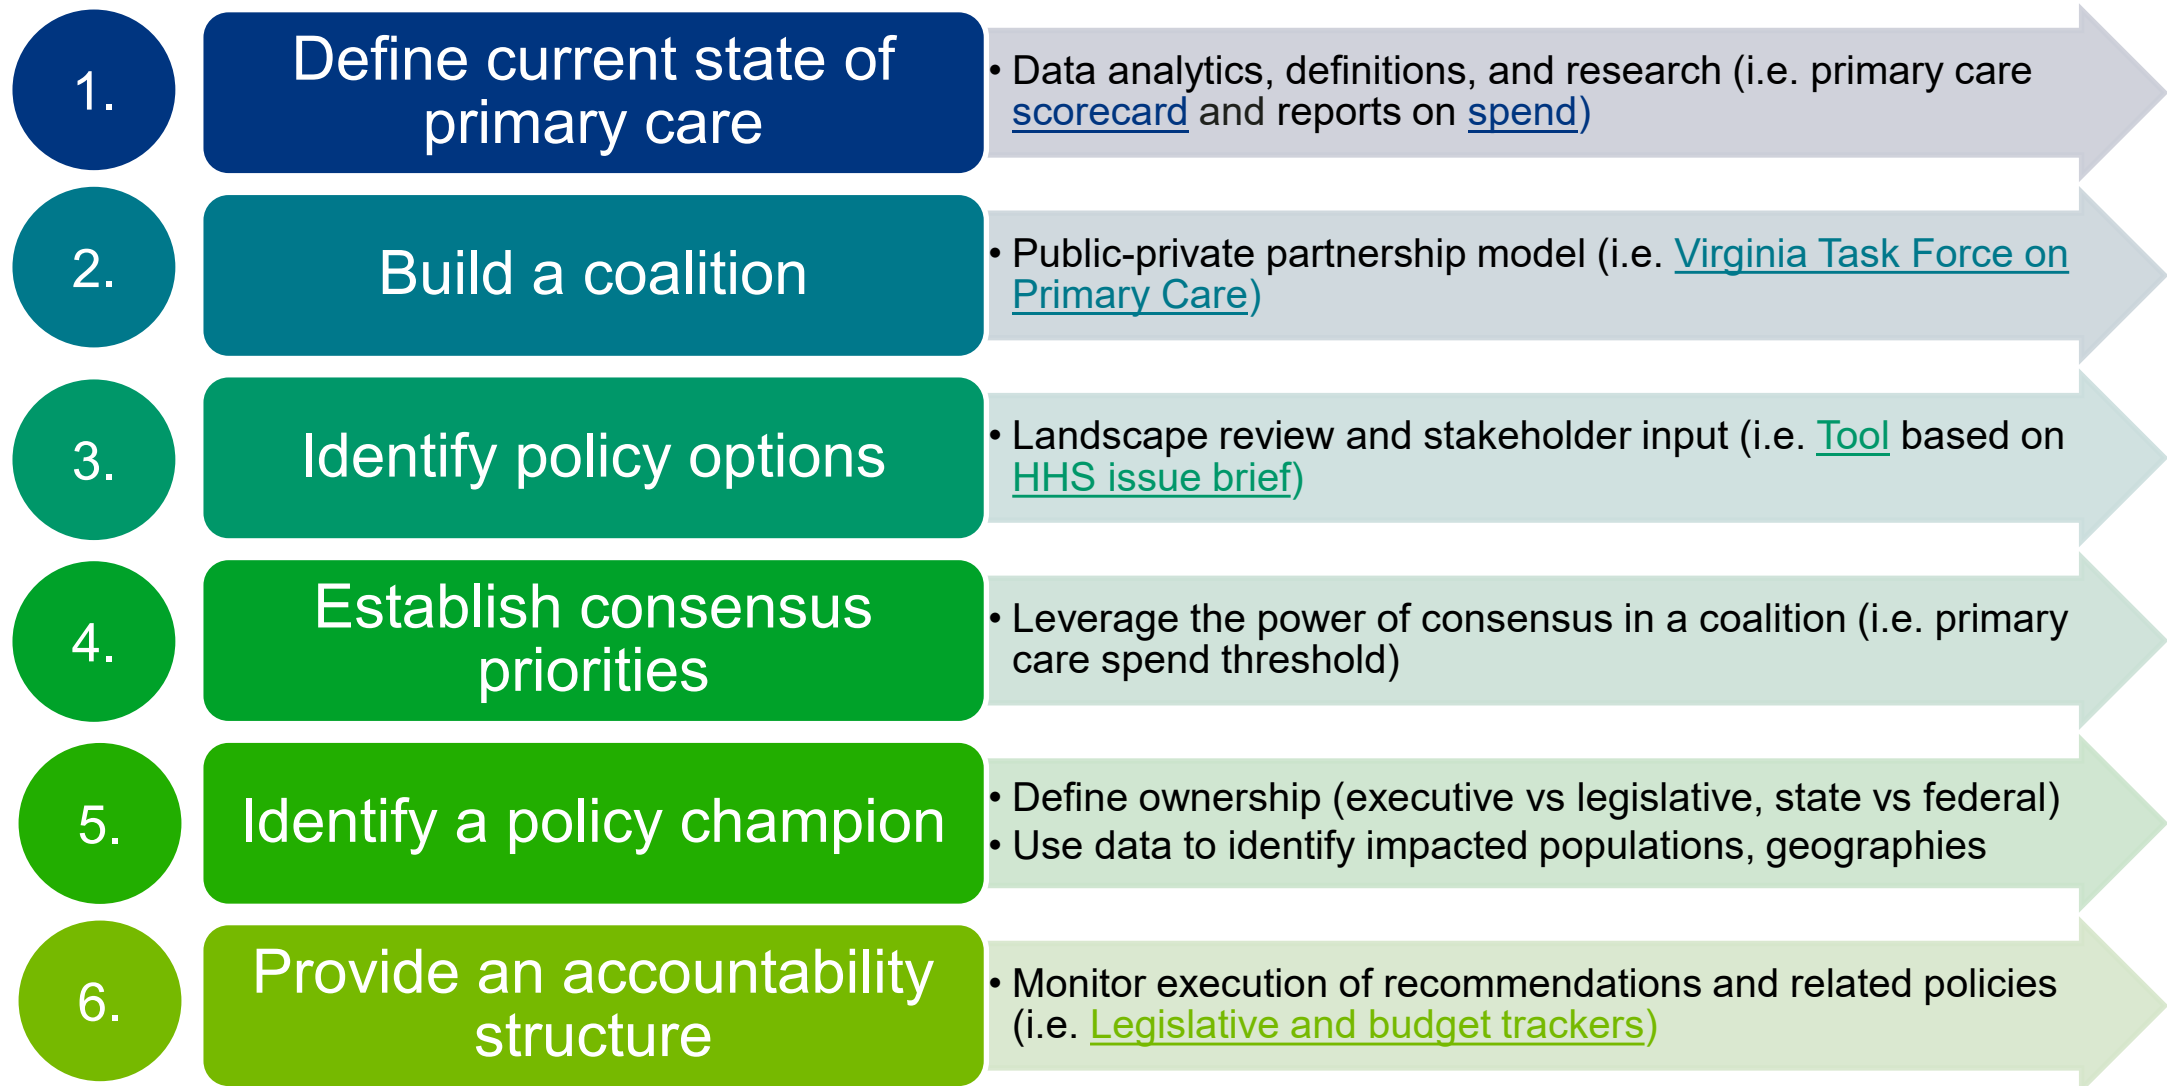 1.
Define current state of
primary care
• Data analytics, definitions, and research (i.e. primary care
scorecard and reports on spend)
2.
Build a coalition
• Public-private partnership model (i.e. Virginia Task Force on
Primary Care)
3.
Identify policy options
• Landscape review and stakeholder input (i.e. Tool based on
HHS issue brief)
4.
Establish consensus
priorities
• Leverage the power of consensus in a coalition (i.e. primary
care spend threshold)
5.
Identify a policy champion
• Define ownership (executive vs legislative, state vs federal)
• Use data to identify impacted populations, geographies
6.
Provide an accountability
structure
• Monitor execution of recommendations and related policies
(i.e. Legislative and budget trackers)